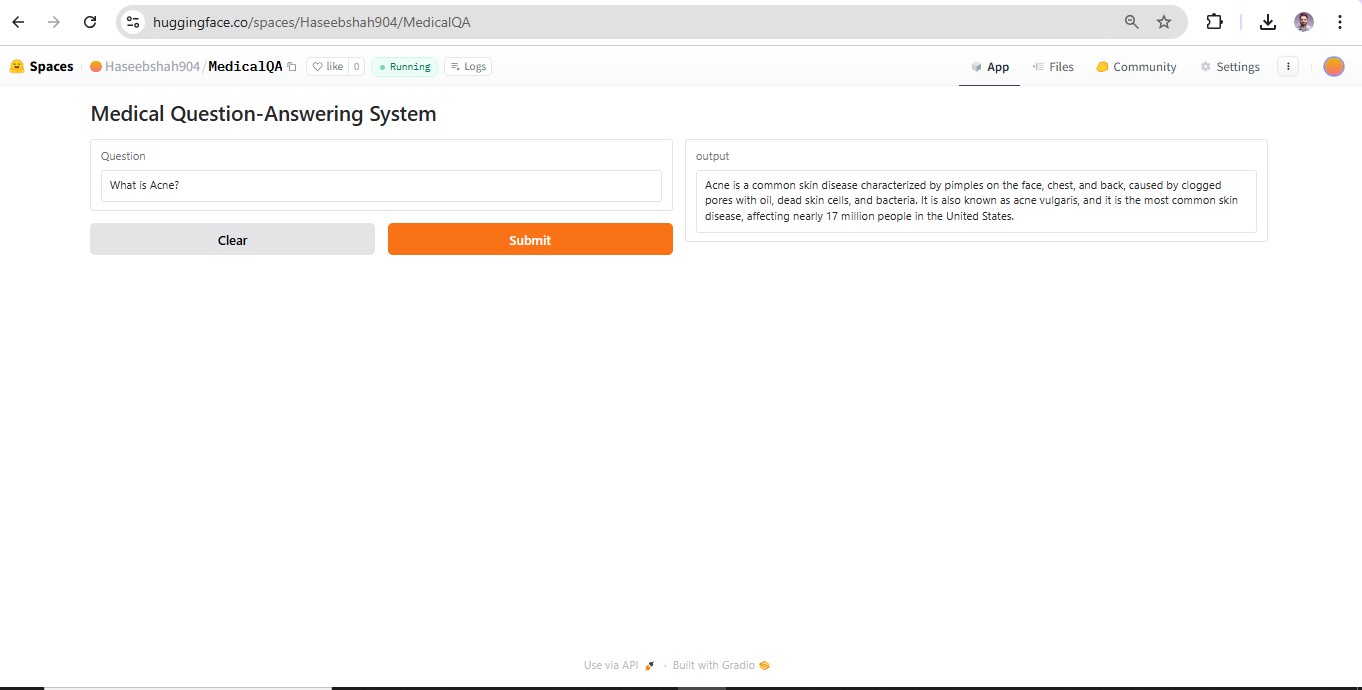 huggingface.co/spaces/Haseebshah904/MedicalQA
Spaces Haseebshah904/MedicalQA like 0 Running Logs App Files Community Settings
Medical Question-Answering System
Question
What is Acne?
Clear Submit
output
Acne is a common skin disease characterized by pimples on the face, chest, and back, caused by clogged
pores with oil, dead skin cells, and bacteria. It is also known as acne vulgaris, and it is the most common skin
disease, affecting nearly 17 million people in the United States.
Use via API · Built with Gradio